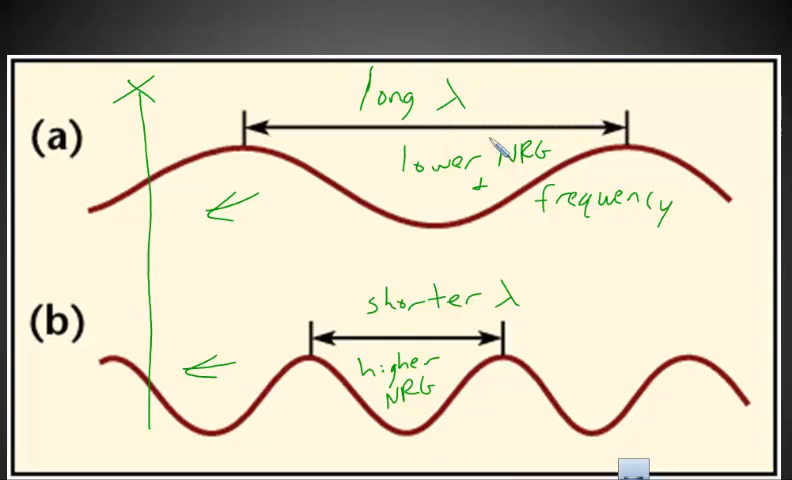 long λ
(a)
lower NRG
+
frequency
shorter λ
(b)
higher
NRG